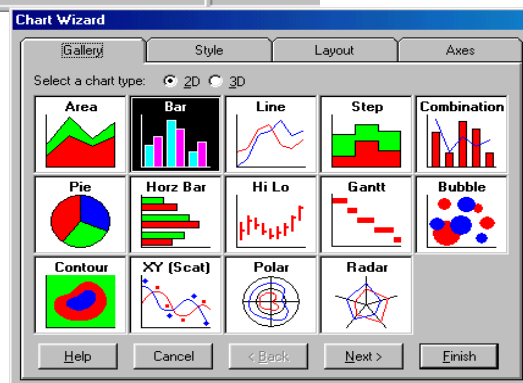 Chart Wizard
Gallery Style Layout Axes
Select a chart type: 2D 3D
Area Bar Line Step Combination
Pie Horz Bar Hi Lo Gantt Bubble
Contour XY (Scat) Polar Radar
Help Cancel < Back Next > Finish